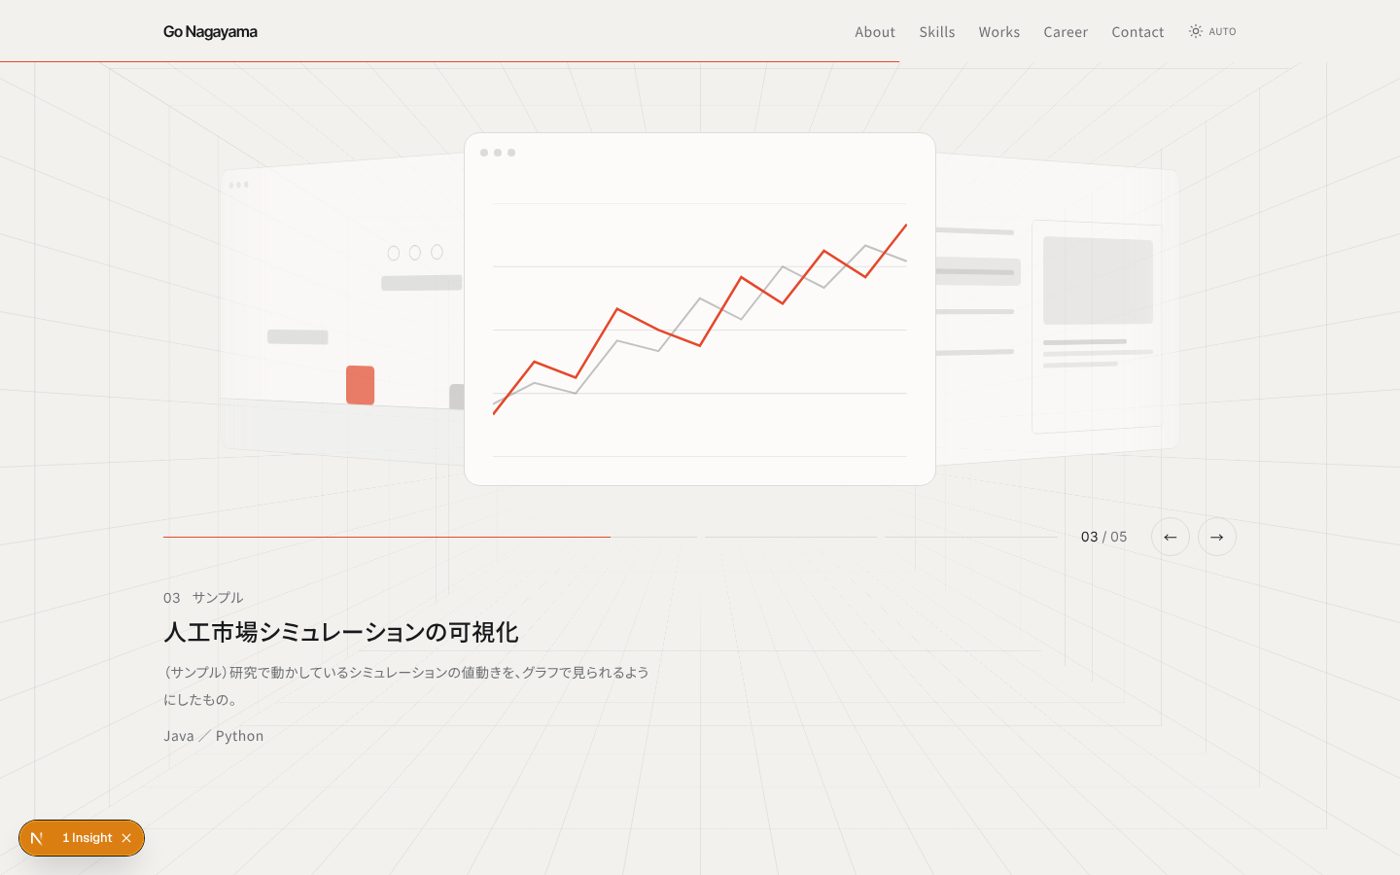 Go Nagayama
About Skills Works Career Contact AUTO
03 / 05 ← →
03 サンプル
人工市場シミュレーションの可視化
（サンプル）研究で動かしているシミュレーションの値動きを、グラフで見られるよう
にしたもの。
Java ／ Python
N 1 Insight ×